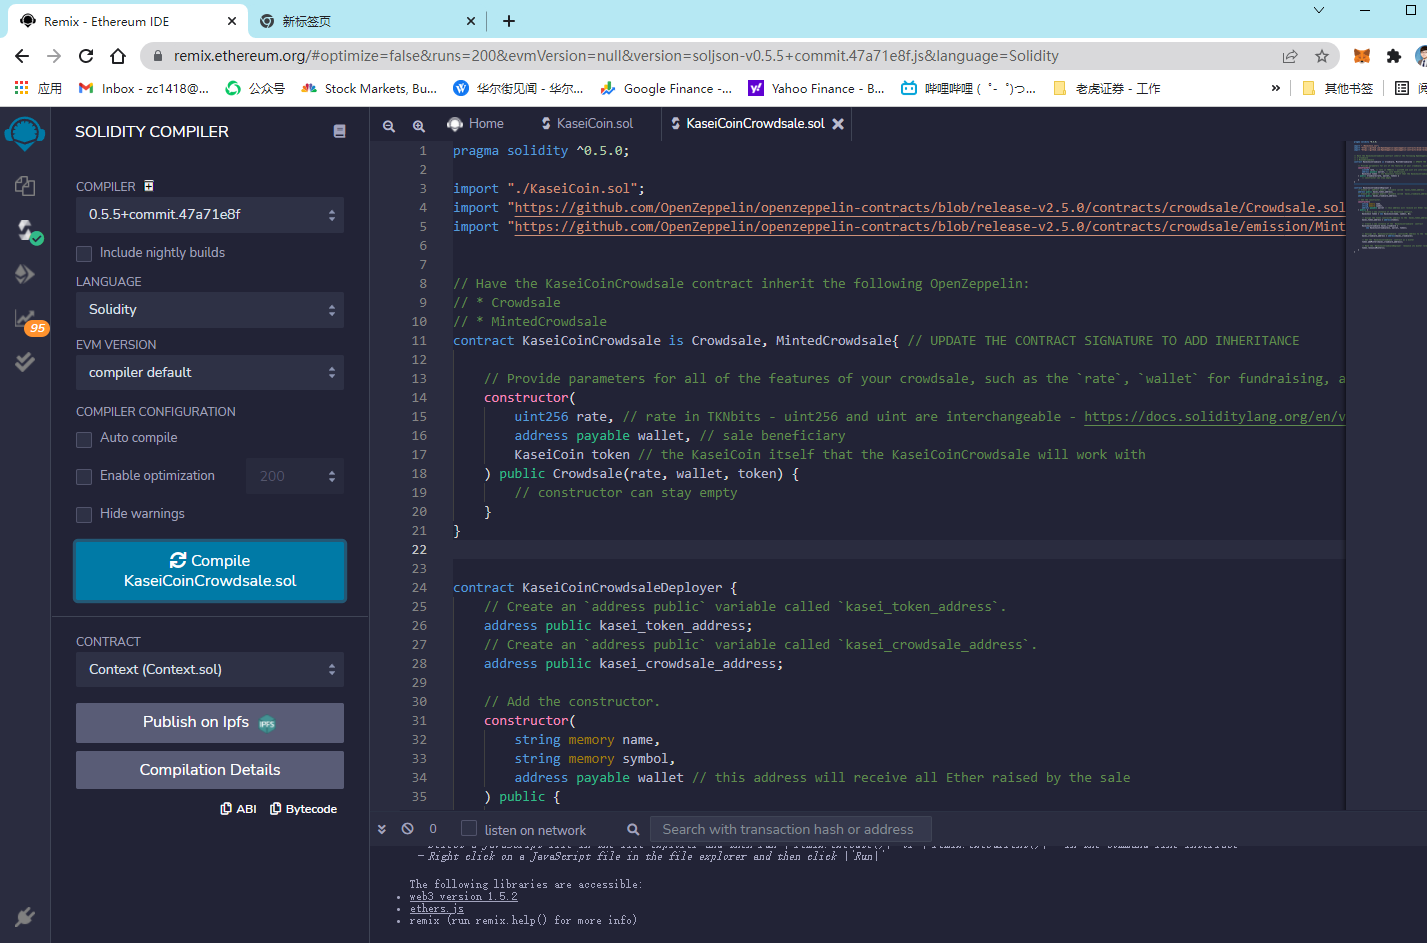 Remix - Ethereum IDE
新标签页
remix.ethereum.org/#optimize=false&runs=200&evmVersion=null&version=soljson-v0.5.5+commit.47a71e8f.js&language=Solidity
应用
Inbox - zc1418@...
公众号
Stock Markets, Bu...
华尔街见闻 - 华尔...
Google Finance -...
Yahoo Finance - B...
哔哩哔哩 ( ゜- ゜)つ...
老虎证券 - 工作
»
其他书签
SOLIDITY COMPILER
Home
KaseiCoin.sol
KaseiCoinCrowdsale.sol
COMPILER
0.5.5+commit.47a71e8f
Include nightly builds
LANGUAGE
Solidity
EVM VERSION
compiler default
COMPILER CONFIGURATION
Auto compile
Enable optimization
200
Hide warnings
Compile
KaseiCoinCrowdsale.sol
CONTRACT
Context (Context.sol)
Publish on Ipfs
IPFS
Compilation Details
ABI
Bytecode
95
1 pragma solidity ^0.5.0;
2
3 import "./KaseiCoin.sol";
4 import "https://github.com/OpenZeppelin/openzeppelin-contracts/blob/release-v2.5.0/contracts/crowdsale/Crowdsale.sol
5 import "https://github.com/OpenZeppelin/openzeppelin-contracts/blob/release-v2.5.0/contracts/crowdsale/emission/Mint
6
7
8 // Have the KaseiCoinCrowdsale contract inherit the following OpenZeppelin:
9 // * Crowdsale
10 // * MintedCrowdsale
11 contract KaseiCoinCrowdsale is Crowdsale, MintedCrowdsale{ // UPDATE THE CONTRACT SIGNATURE TO ADD INHERITANCE
12
13 // Provide parameters for all of the features of your crowdsale, such as the `rate`, `wallet` for fundraising, a
14 constructor(
15 uint256 rate, // rate in TKNbits - uint256 and uint are interchangeable - https://docs.soliditylang.org/en/v
16 address payable wallet, // sale beneficiary
17 KaseiCoin token // the KaseiCoin itself that the KaseiCoinCrowdsale will work with
18 ) public Crowdsale(rate, wallet, token) {
19 // constructor can stay empty
20 }
21 }
22
23
24 contract KaseiCoinCrowdsaleDeployer {
25 // Create an `address public` variable called `kasei_token_address`.
26 address public kasei_token_address;
27 // Create an `address public` variable called `kasei_crowdsale_address`.
28 address public kasei_crowdsale_address;
29
30 // Add the constructor.
31 constructor(
32 string memory name,
33 string memory symbol,
34 address payable wallet // this address will receive all Ether raised by the sale
35 ) public {
0
listen on network
Search with transaction hash or address
- Right click on a JavaScript file in the file explorer and then click |`Run|`
The following libraries are accessible:
• web3 version 1.5.2
• ethers.js
• remix (run remix.help() for more info)